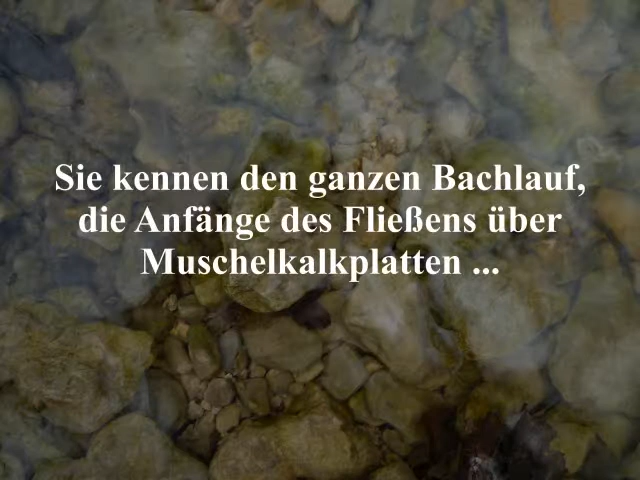 Sie kennen den ganzen Bachlauf,
die Anfänge des Fließens über
Muschelkalkplatten ...